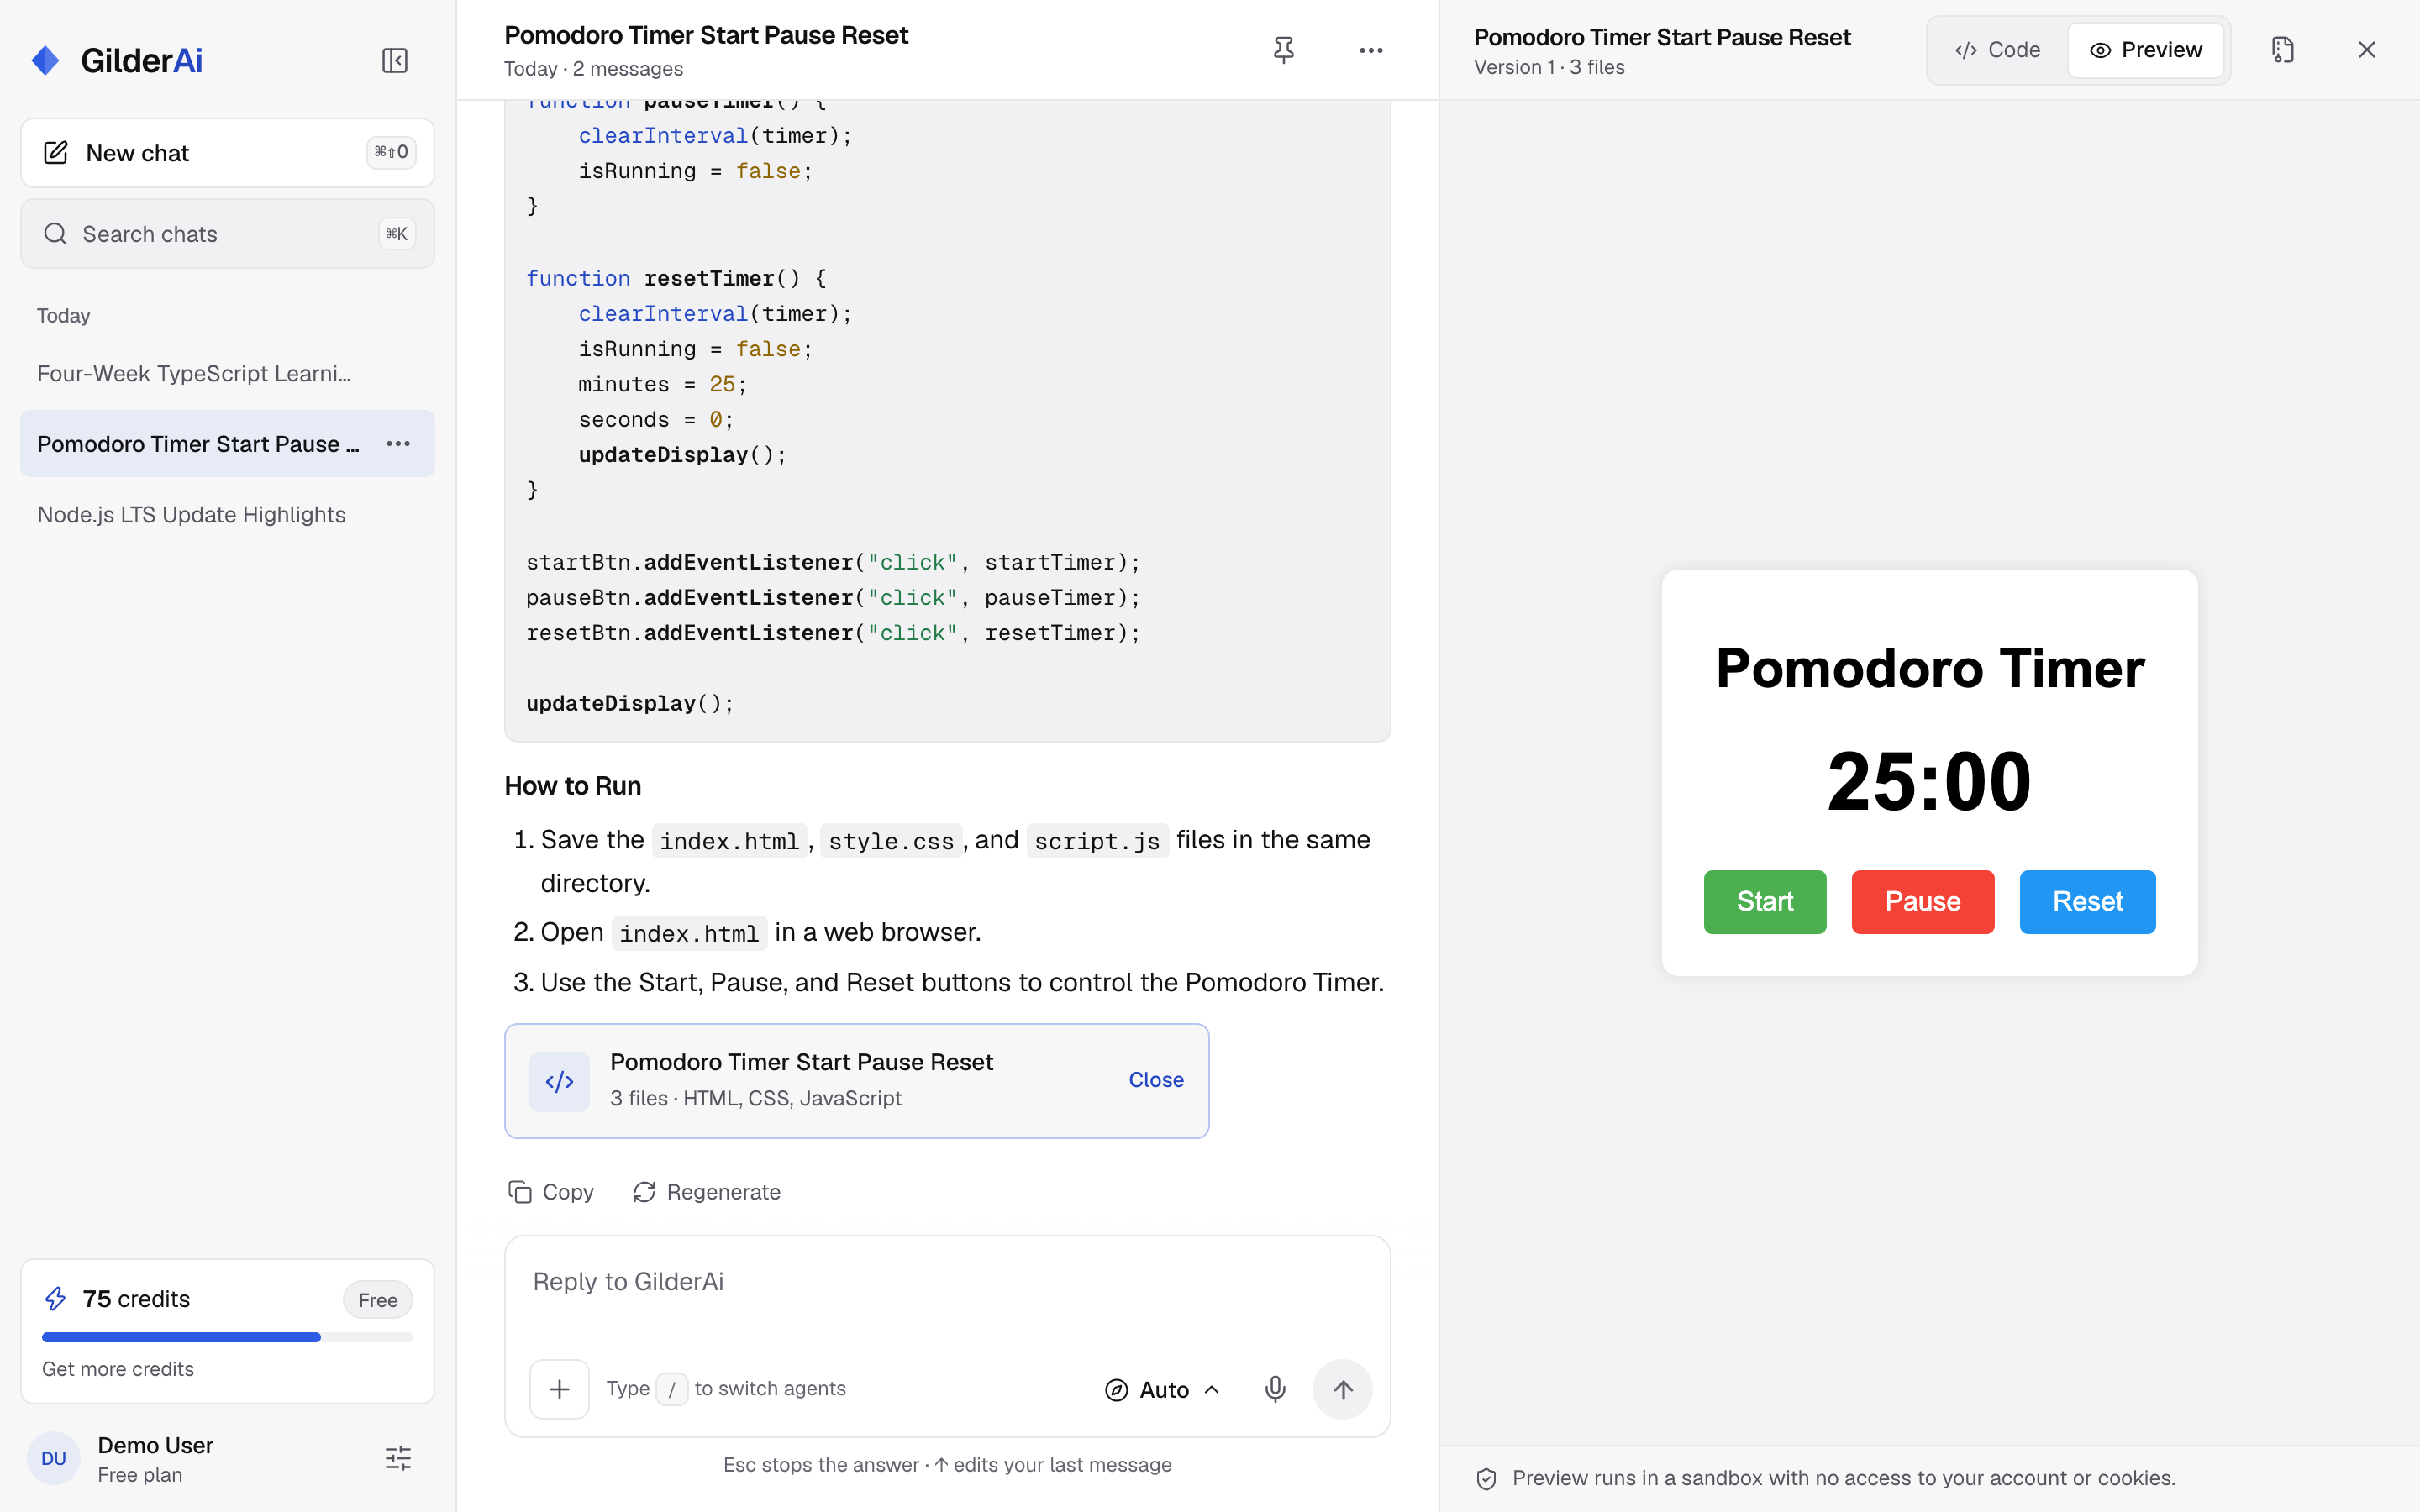 GilderAi
New chat
⌘⇧O
Search chats
⌘K
Today
Four-Week TypeScript Learni...
Pomodoro Timer Start Pause ...
Node.js LTS Update Highlights
75 credits
Free
Get more credits
DU
Demo User
Free plan
Pomodoro Timer Start Pause Reset
Today · 2 messages
function pauseTimer() {
    clearInterval(timer);
    isRunning = false;
}
function resetTimer() {
    clearInterval(timer);
    isRunning = false;
    minutes = 25;
    seconds = 0;
    updateDisplay();
}
startBtn.addEventListener("click", startTimer);
pauseBtn.addEventListener("click", pauseTimer);
resetBtn.addEventListener("click", resetTimer);
updateDisplay();
How to Run
1. Save the index.html, style.css, and script.js files in the same
directory.
2. Open index.html in a web browser.
3. Use the Start, Pause, and Reset buttons to control the Pomodoro Timer.
</> Pomodoro Timer Start Pause Reset
3 files · HTML, CSS, JavaScript
Close
Copy
Regenerate
Reply to GilderAi
Type / to switch agents
Auto
Esc stops the answer · ↑ edits your last message
Pomodoro Timer Start Pause Reset
Version 1 · 3 files
</> Code
Preview
Pomodoro Timer
25:00
Start
Pause
Reset
Preview runs in a sandbox with no access to your account or cookies.